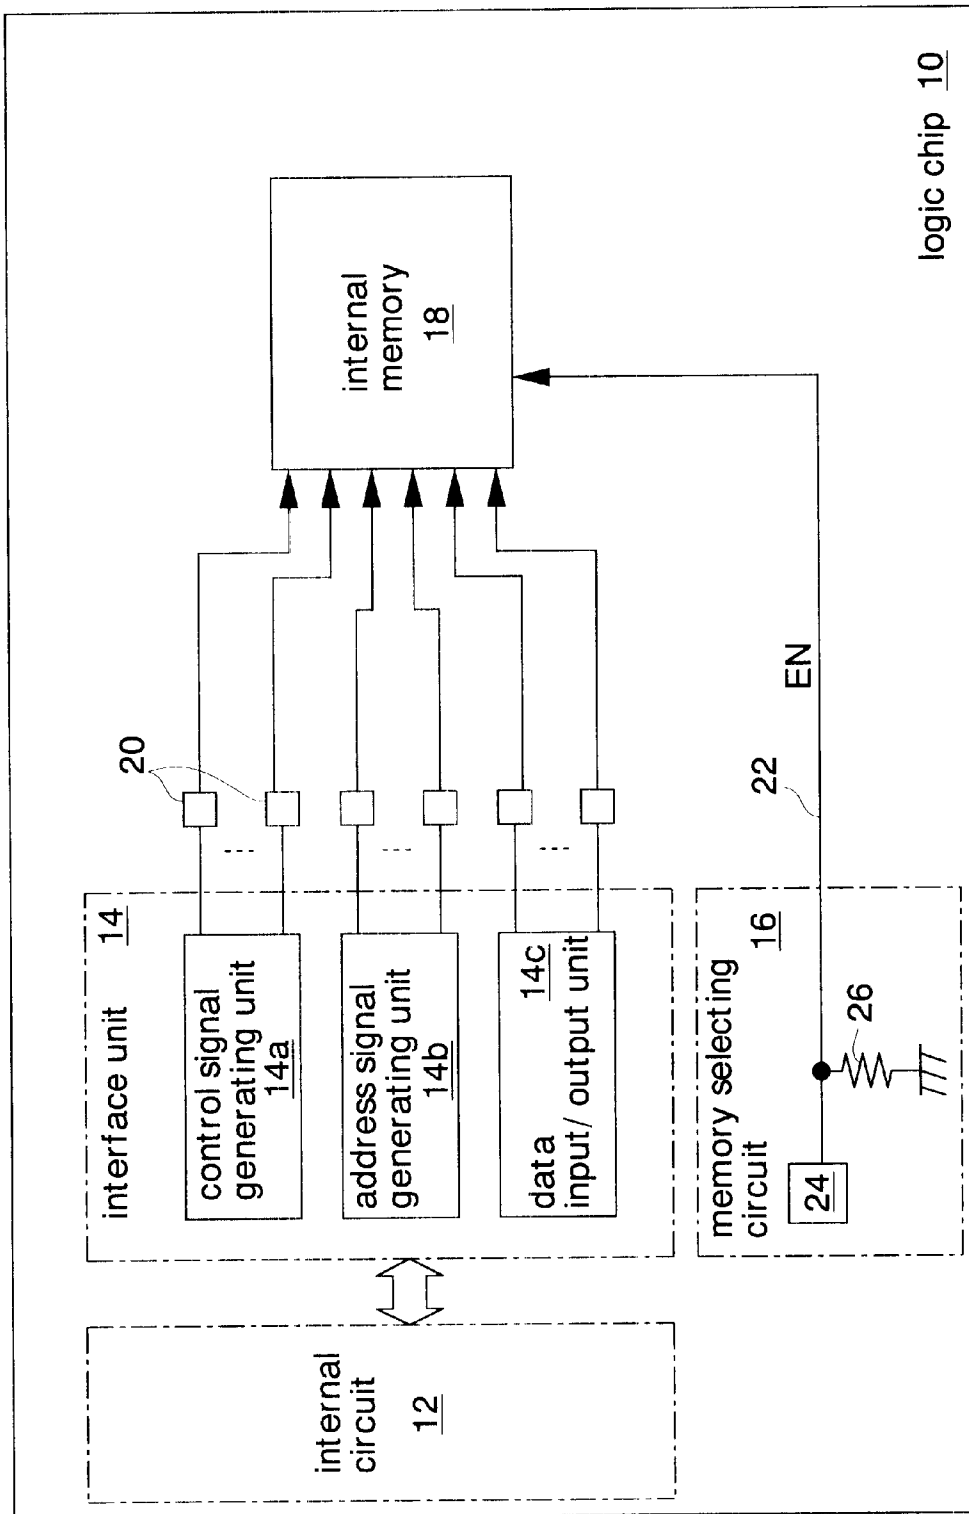 logic chip 10
internal
memory
18
20
EN
22
interface unit 14
control signal
generating unit
14a
address signal
generating unit
14b
data 14c
input/ output unit
memory selecting
circuit
16
24
26
internal
circuit
12